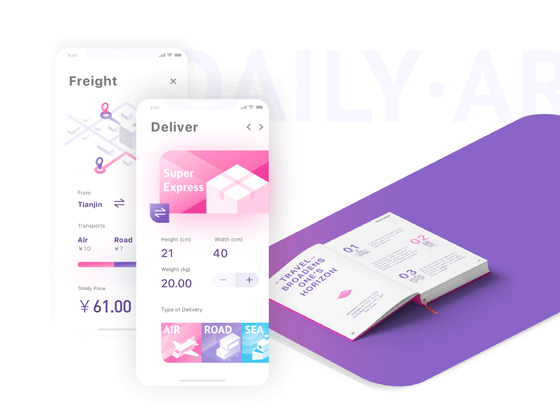 DAILY·AR
9:41
Freight
From
Tianjin
Transports
Air
Road
¥10
¥7
Totaly Price
¥ 61.00
9:41
Deliver
Super
Express
Height (cm)
Width (cm)
21
40
Weight (kg)
20.00
Type of Delivery
AIR
ROAD
SEA
TRAVEL
BROADENS
ONE'S
HORIZON
01
02
03